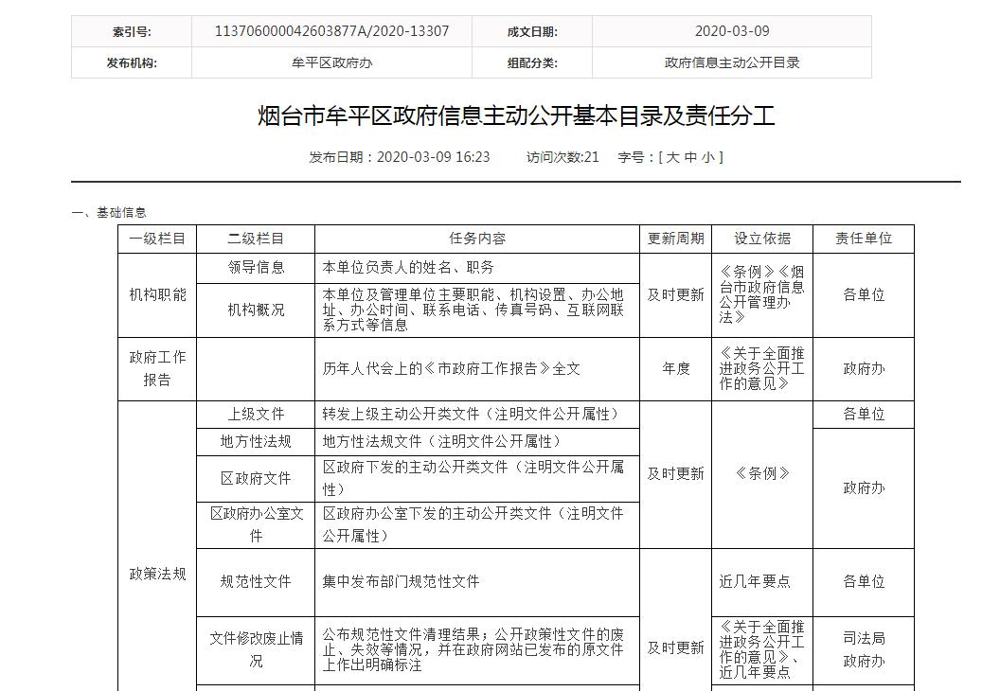 索引号: 113706000042603877A/2020-13307 成文日期: 2020-03-09
发布机构: 牟平区政府办 组配分类: 政府信息主动公开目录
烟台市牟平区政府信息主动公开基本目录及责任分工
发布日期：2020-03-09 16:23 访问次数:21 字号：[ 大 中 小 ]
一、基础信息
一级栏目 二级栏目 任务内容 更新周期 设立依据 责任单位
机构职能
领导信息
本单位负责人的姓名、职务
机构概况
本单位及管理单位主要职能、机构设置、办公地
址、办公时间、联系电话、传真号码、互联网联
系方式等信息
及时更新
《条例》《烟
台市政府信息
公开管理办
法》
各单位
政府工作
报告
历年人代会上的《市政府工作报告》全文
年度
《关于全面推
进政务公开工
作的意见》
政府办
政策法规
上级文件
转发上级主动公开类文件（注明文件公开属性）
各单位
地方性法规
地方性法规文件（注明文件公开属性）
区政府文件
区政府下发的主动公开类文件（注明文件公开属
性）
区政府办公室文
件
区政府办公室下发的主动公开类文件（注明文件
公开属性）
及时更新
《条例》
政府办
规范性文件
集中发布部门规范性文件
近几年要点
各单位
文件修改废止情
况
公布规范性文件清理结果；公开政策性文件的废
止、失效等情况，并在政府网站已发布的原文件
上作出明确标注
及时更新
《关于全面推
进政务公开工
作的意见》、
近几年要点
司法局
政府办